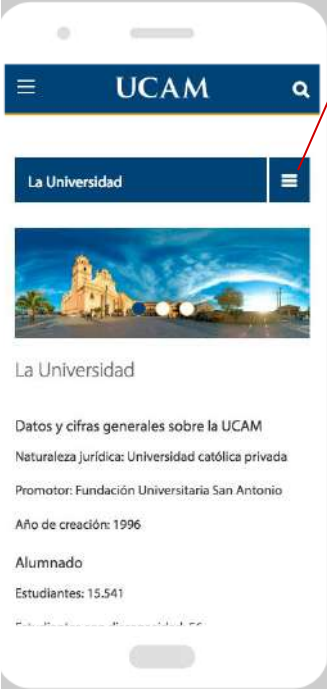 UCAM
La Universidad
La Universidad
Datos y cifras generales sobre la UCAM
Naturaleza jurídica: Universidad católica privada
Promotor: Fundación Universitaria San Antonio
Año de creación: 1996
Alumnado
Estudiantes: 15.541